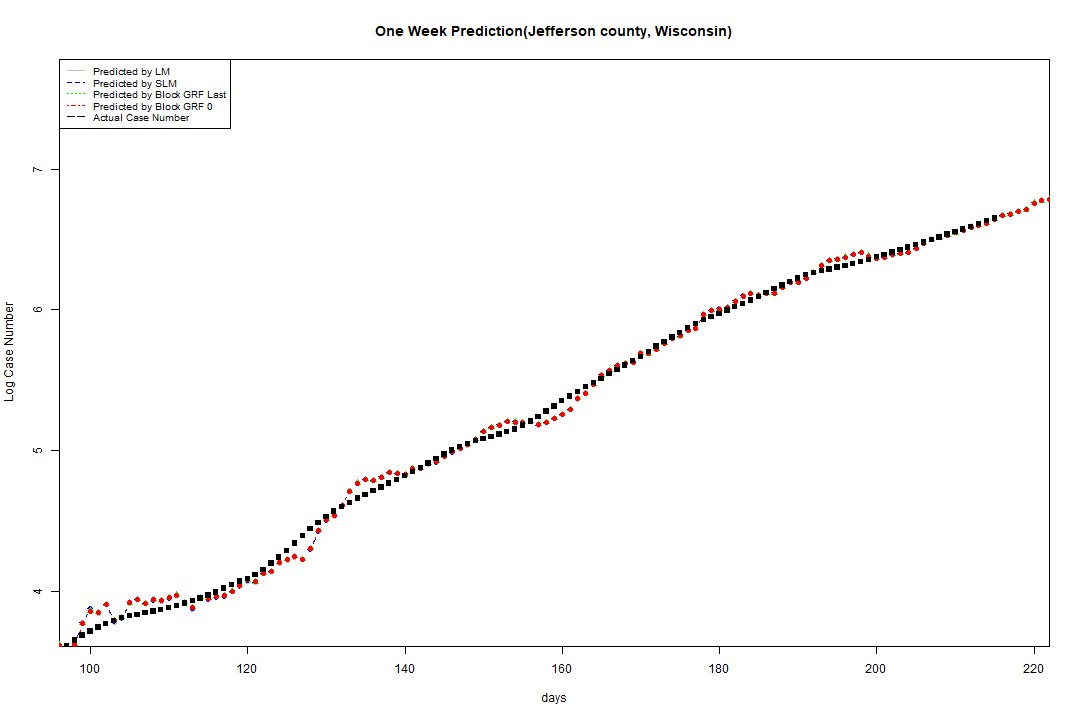 One Week Prediction(Jefferson county, Wisconsin)
Predicted by LM
Predicted by SLM
Predicted by Block GRF Last
Predicted by Block GRF 0
Actual Case Number
7
6
5
4
Log Case Number
100 120 140 160 180 200 220
days